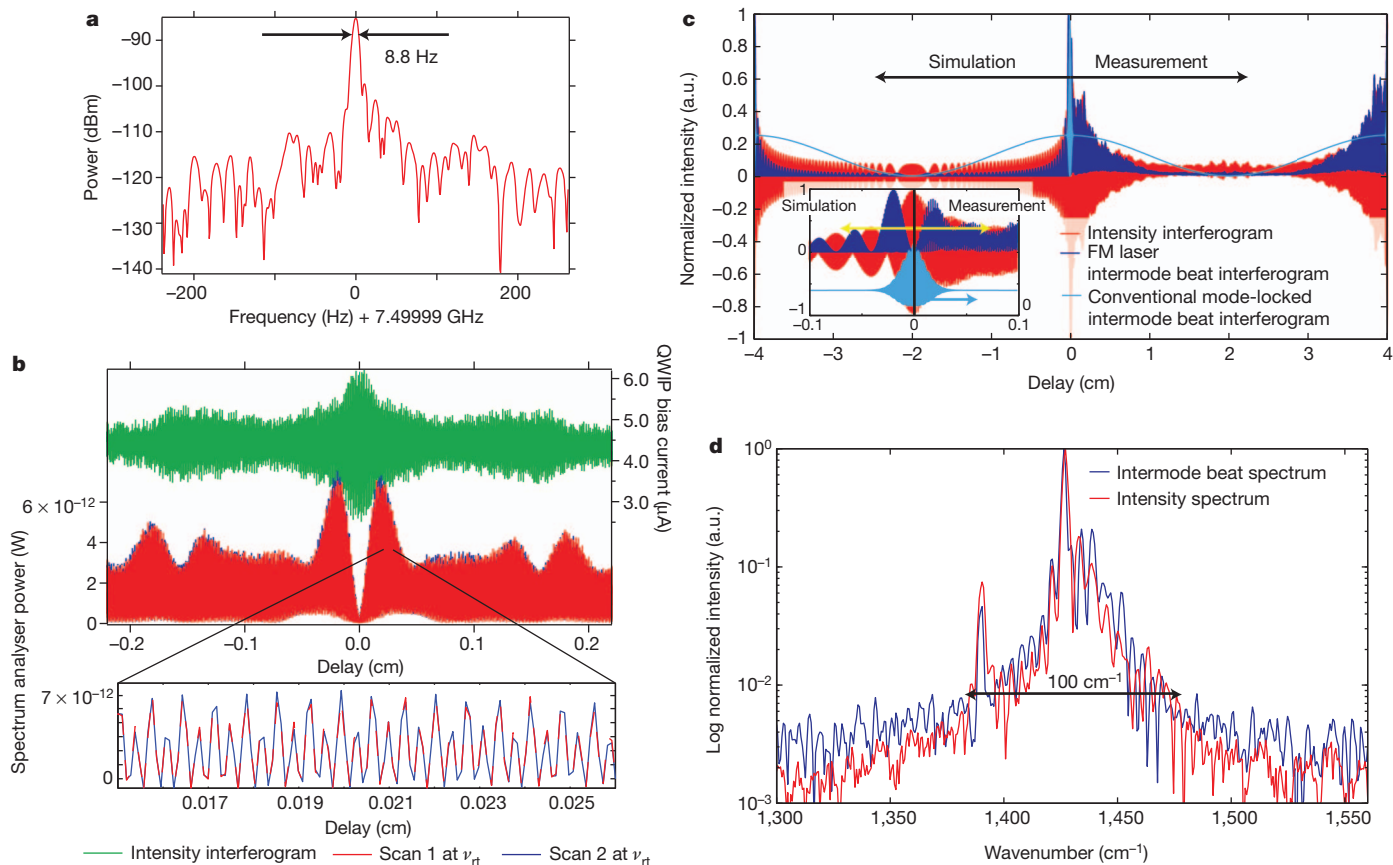 a
−90
−100
−110
−120
−130
−140
Power (dBm)
8.8 Hz
−200
0
200
Frequency (Hz) + 7.49999 GHz
b
6.0
5.0
4.0
3.0
QWIP bias current (μA)
6 × 10−12
4
2
0
Spectrum analyser power (W)
−0.2
−0.1
0.0
0.1
0.2
Delay (cm)
7 × 10−12
0
0.017
0.019
0.021
0.023
0.025
Delay (cm)
Intensity interferogram
Scan 1 at νrt
Scan 2 at νrt
c
1
0.8
0.6
0.4
0.2
0
−0.2
−0.4
−0.6
−0.8
−1
Normalized intensity (a.u.)
Simulation
Measurement
1
0
−1
Simulation
Measurement
0
−0.1
0
0.1
Intensity interferogram
FM laser
intermode beat interferogram
Conventional mode-locked
intermode beat interferogram
−4
−3
−2
−1
0
1
2
3
4
Delay (cm)
d
10⁰
10−1
10−2
10−3
Log normalized intensity (a.u.)
Intermode beat spectrum
Intensity spectrum
100 cm−1
1,300
1,350
1,400
1,450
1,500
1,550
Wavenumber (cm−1)